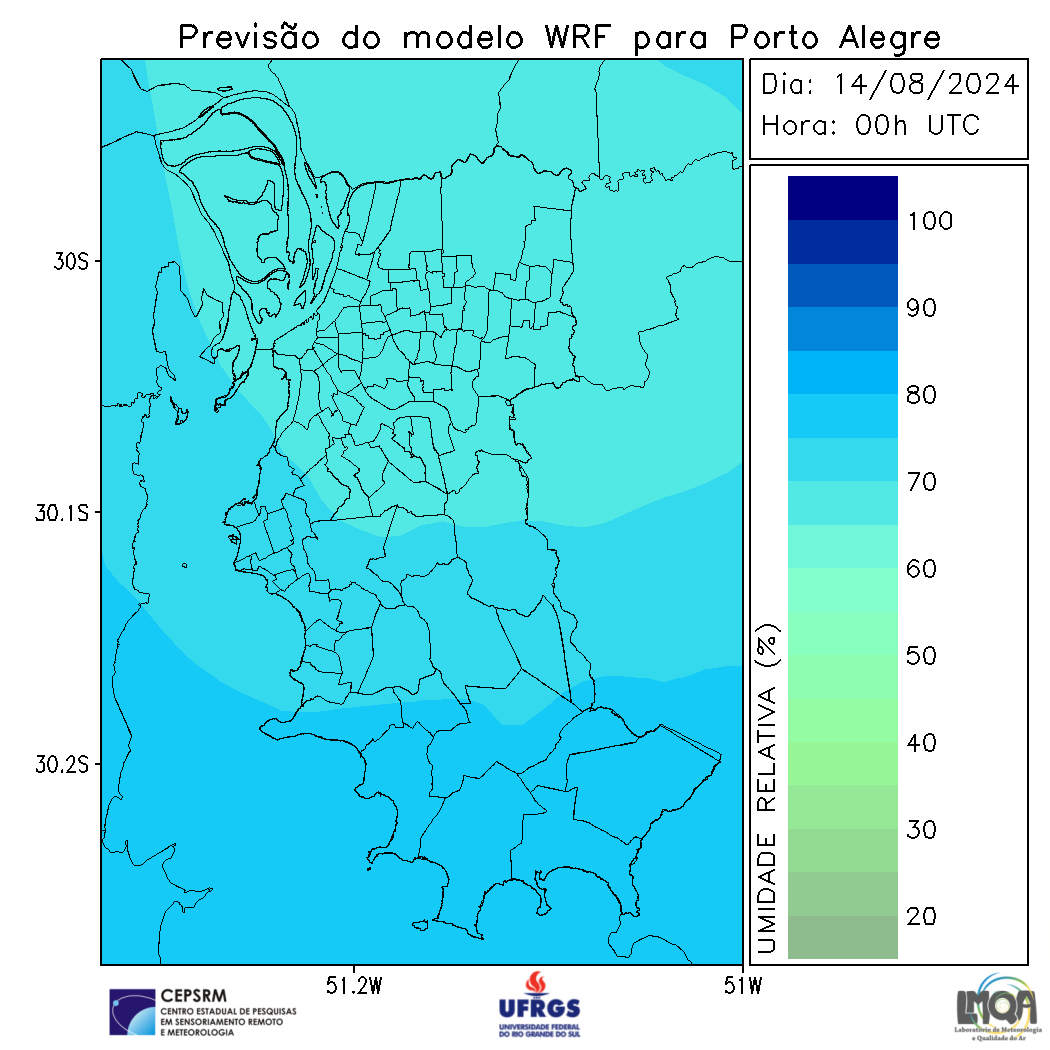 Previsão do modelo WRF para Porto Alegre
Dia: 14/08/2024
Hora: 00h UTC
30S
30.1S
30.2S
51.2W
51W
100
90
80
70
60
50
40
30
20
UMIDADE RELATIVA (%)
CEPSRM
CENTRO ESTADUAL DE PESQUISAS
EM SENSORIAMENTO REMOTO
E METEOROLOGIA
UFRGS
UNIVERSIDADE FEDERAL
DO RIO GRANDE DO SUL
LMQA
Laboratório de Meteorologia
e Qualidade do Ar